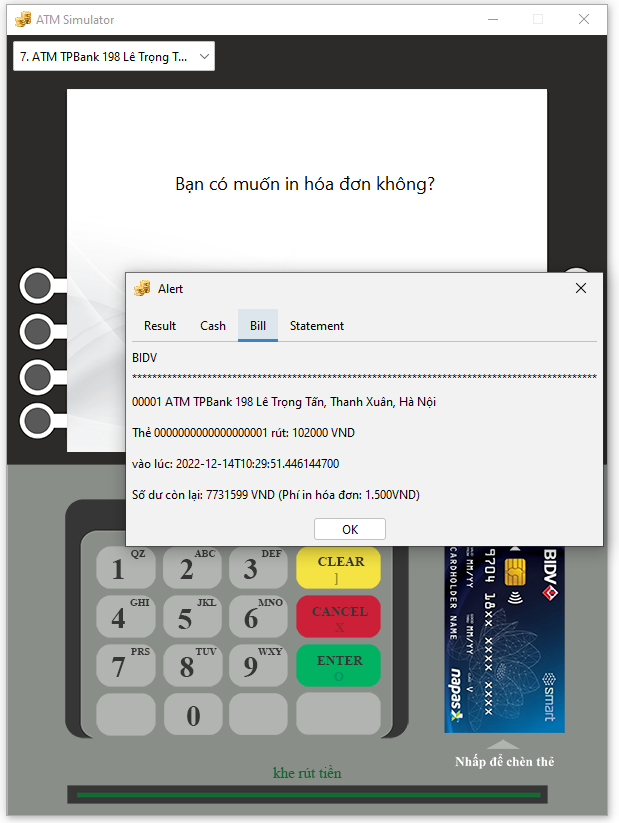 ATM Simulator
7. ATM TPBank 198 Lê Trọng T...
Bạn có muốn in hóa đơn không?
Alert
Result Cash Bill Statement
BIDV
*********************************************************************************************
00001 ATM TPBank 198 Lê Trọng Tấn, Thanh Xuân, Hà Nội
Thẻ 0000000000000000001 rút: 102000 VND
vào lúc: 2022-12-14T10:29:51.446144700
Số dư còn lại: 7731599 VND (Phí in hóa đơn: 1.500VND)
OK
1 QZ 2 ABC 3 DEF CLEAR ]
4 GHI 5 JKL 6 MNO CANCEL X
7 PRS 8 TUV 9 WXY ENTER O
0
BIDV
smart
9704 18xx xxxx xxxx
MM/YY MM/YY V
CARDHOLDER NAME
napas
Nhấp để chèn thẻ
khe rút tiền